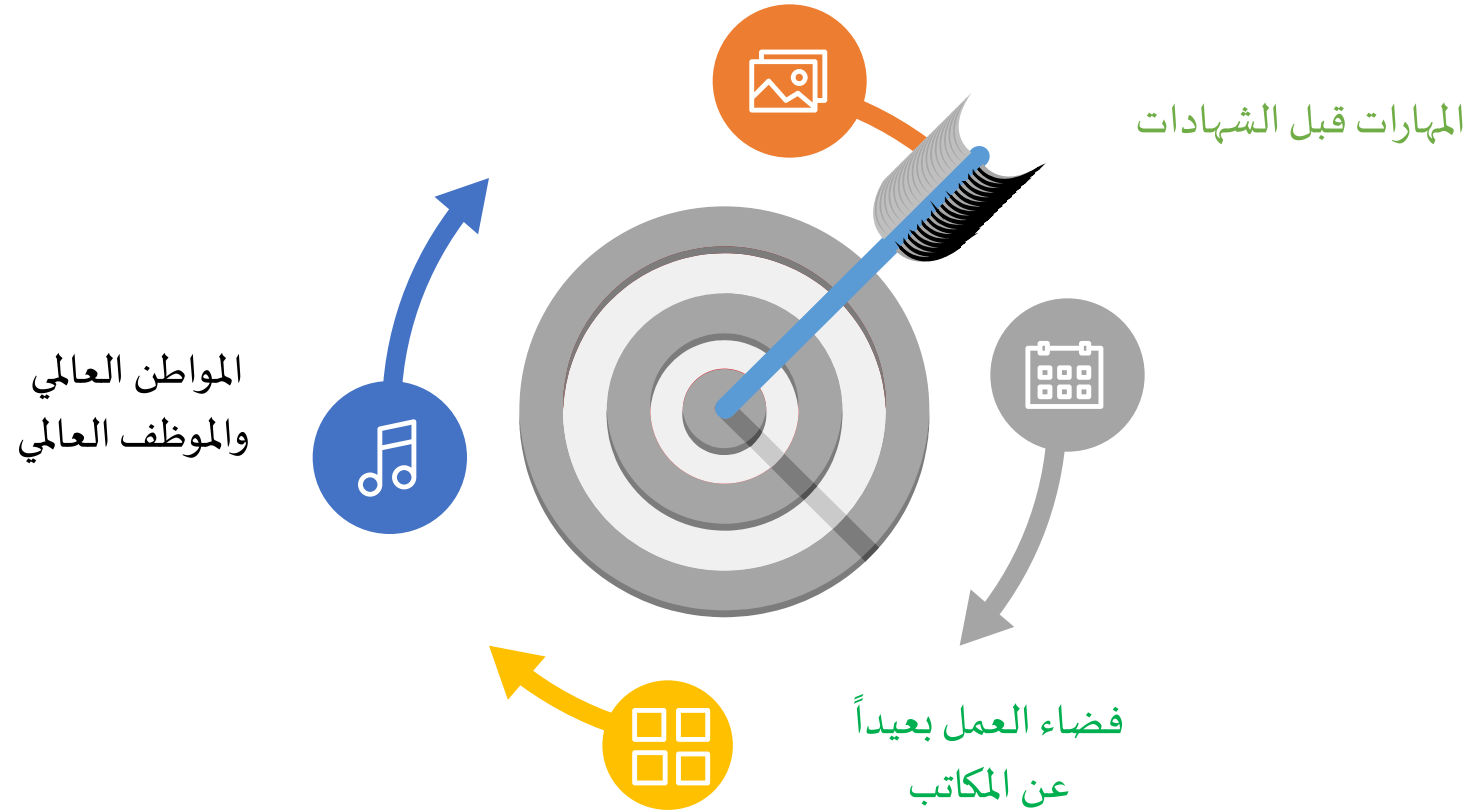 المهارات قبل الشهادات
المواطن العالمي
والموظف العالمي
فضاء العمل بعيداً
عن المكاتب